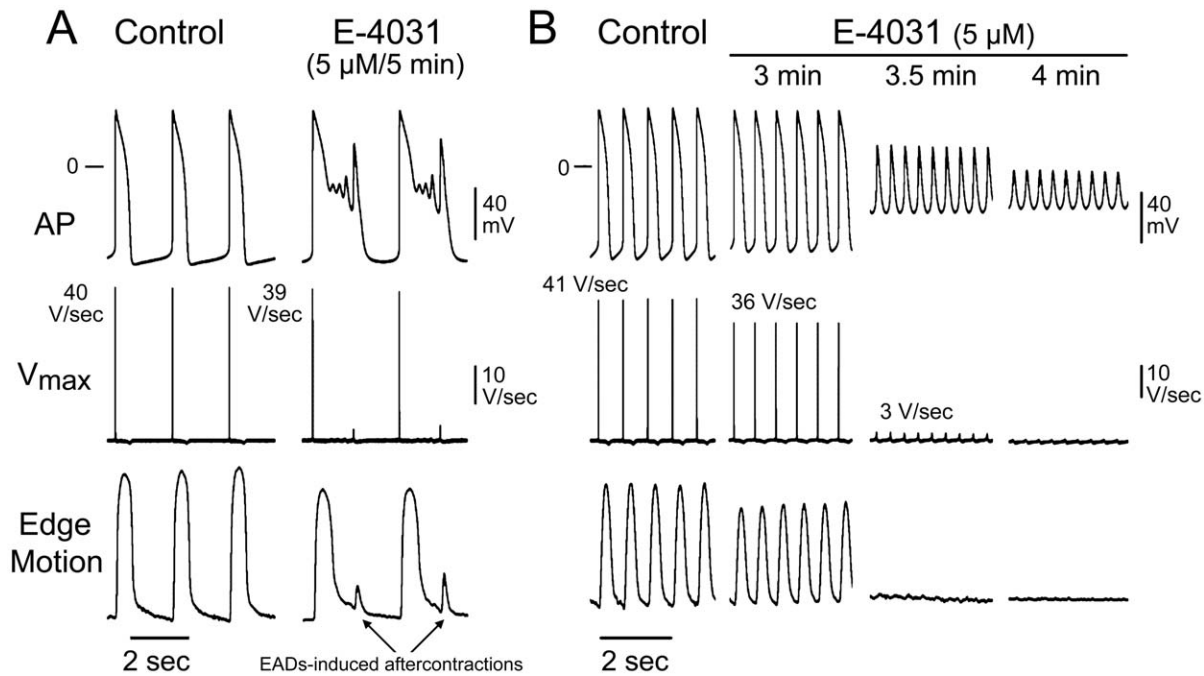 A Control E-4031 B Control E-4031 (5 µM)
(5 µM/5 min) 3 min 3.5 min 4 min
0 0
AP 40 mV 40 mV
40 V/sec 39 V/sec 41 V/sec 36 V/sec
Vmax 10 V/sec 3 V/sec 10 V/sec
Edge Motion
2 sec EADs-induced aftercontractions 2 sec